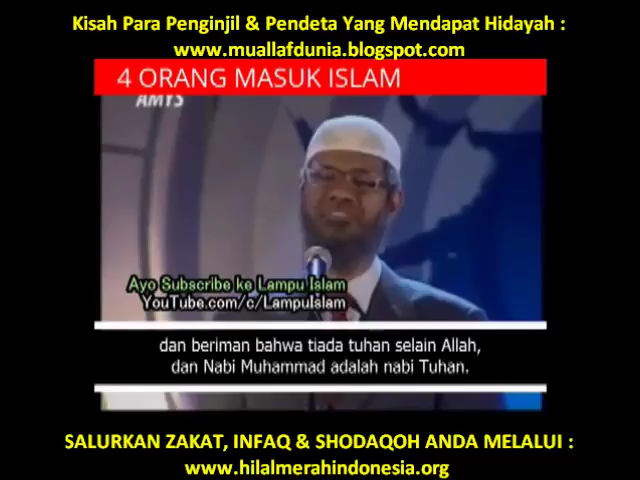 Kisah Para Penginjil & Pendeta Yang Mendapat Hidayah :
www.muallafdunia.blogspot.com
4 ORANG MASUK ISLAM
AMYS
Ayo Subscribe ke Lampu Islam
YouTube.com/c/LampuIslam
dan beriman bahwa tiada tuhan selain Allah,
dan Nabi Muhammad adalah nabi Tuhan.
SALURKAN ZAKAT, INFAQ & SHODAQOH ANDA MELALUI :
www.hilalmerahindonesia.org